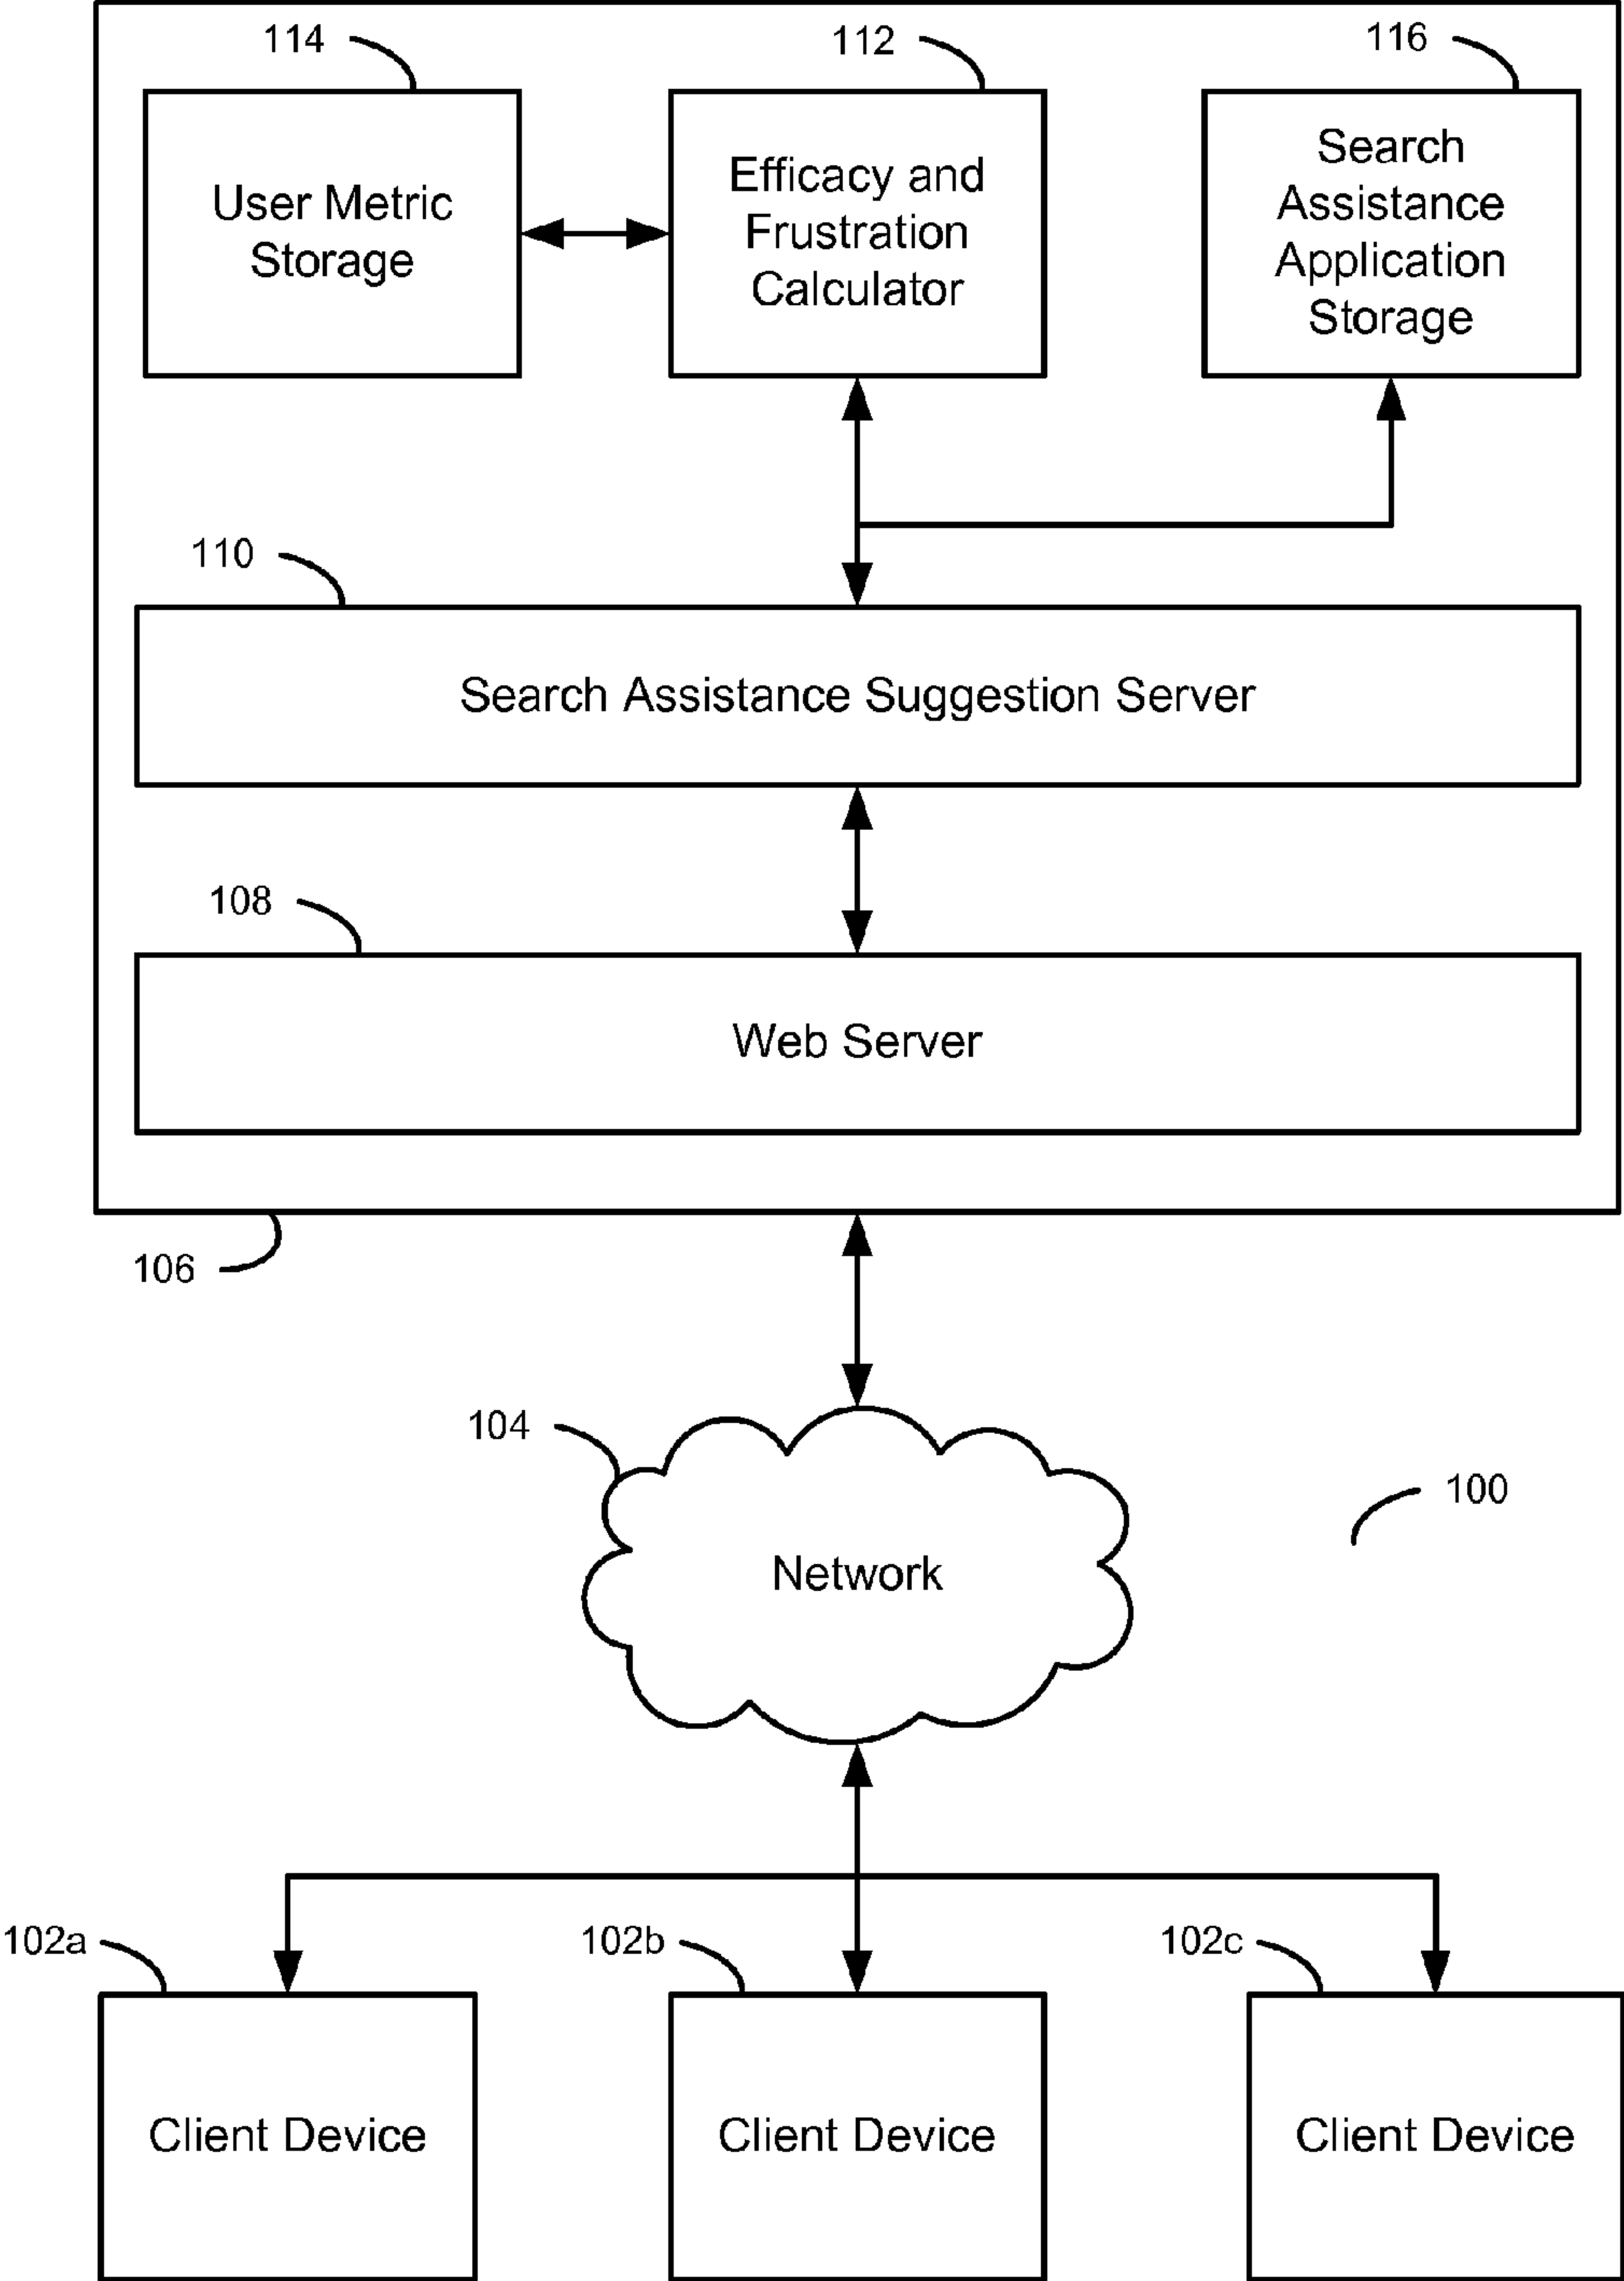 114
112
116
User Metric
Storage
Efficacy and
Frustration
Calculator
Search
Assistance
Application
Storage
110
Search Assistance Suggestion Server
108
Web Server
106
104
100
Network
102a
102b
102c
Client Device
Client Device
Client Device